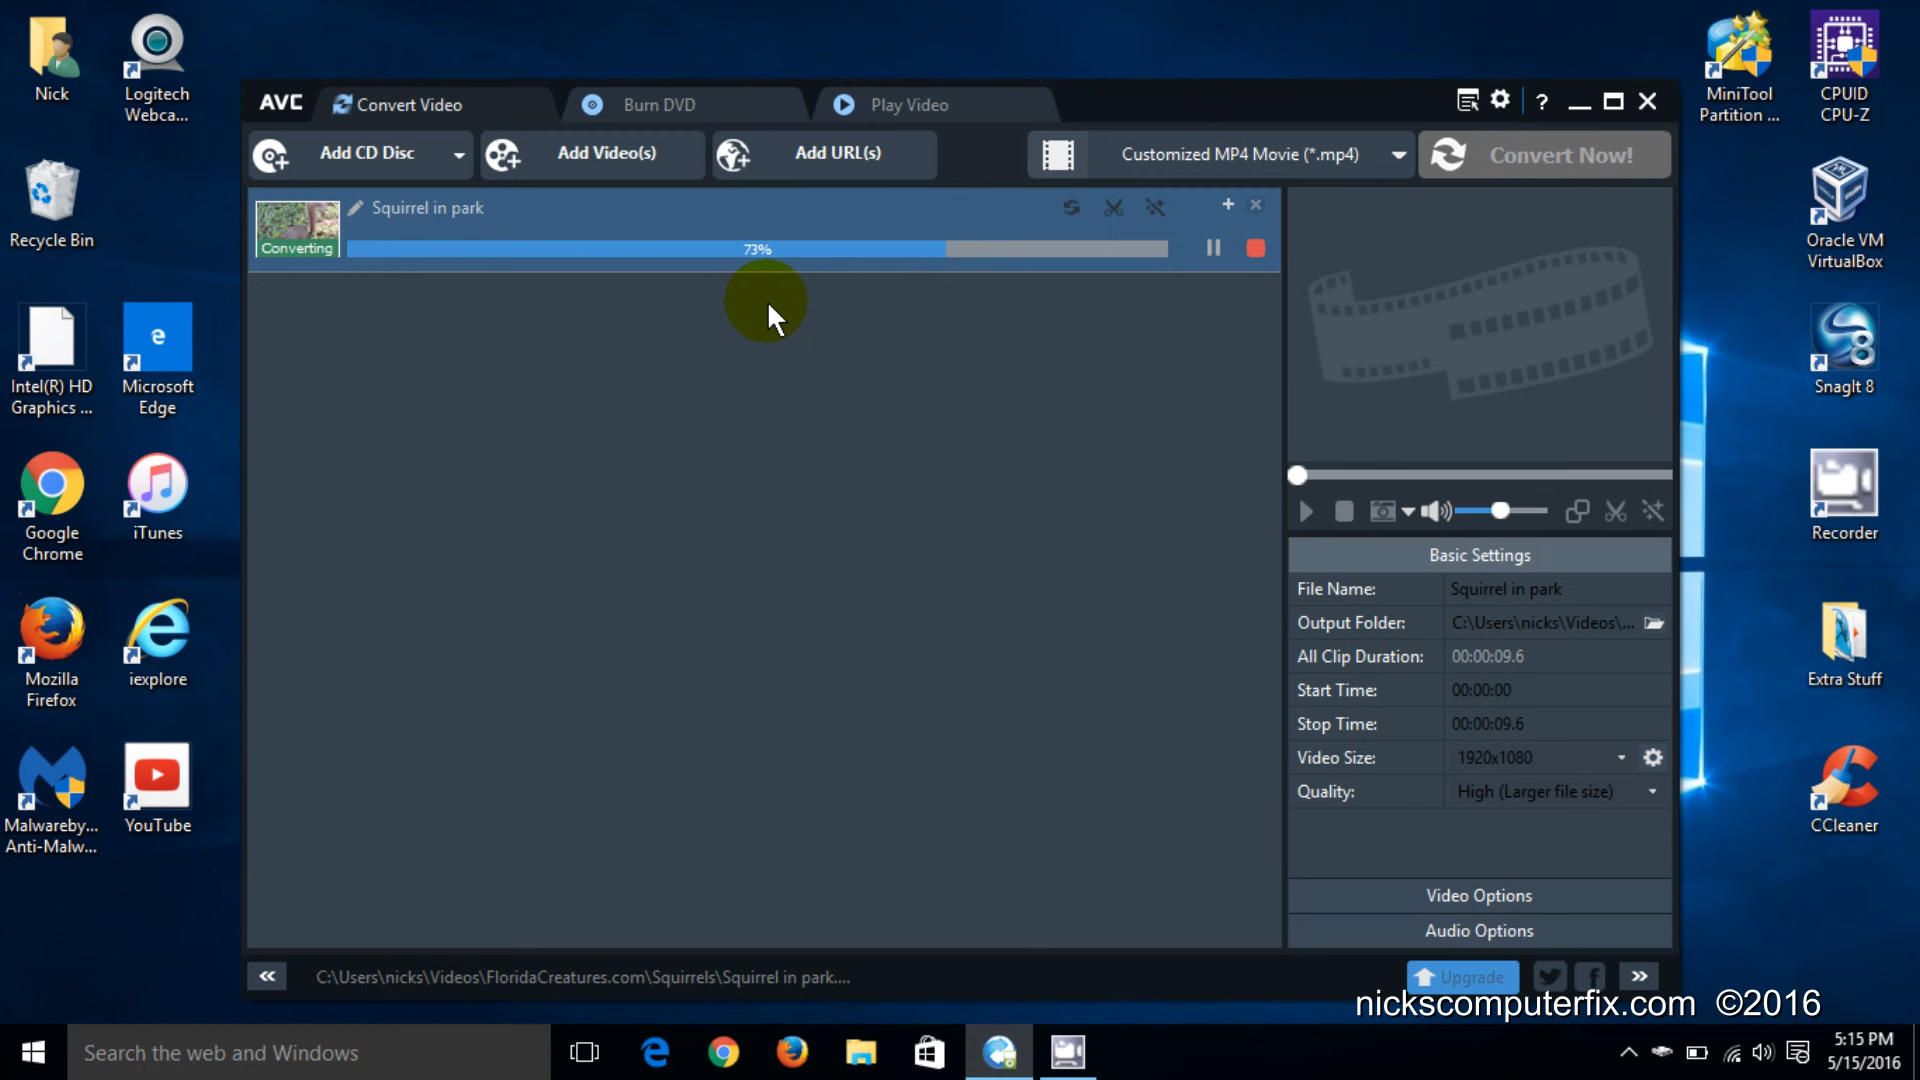 Nick
Logitech
Webca...
Recycle Bin
Intel(R) HD
Graphics ...
Microsoft
Edge
Google
Chrome
iTunes
Mozilla
Firefox
iexplore
Malwareby...
Anti-Malw...
YouTube
AVC
Convert Video
Burn DVD
Play Video
?
Add CD Disc
Add Video(s)
Add URL(s)
Customized MP4 Movie (*.mp4)
Convert Now!
Squirrel in park
Converting
73%
Basic Settings
File Name: Squirrel in park
Output Folder: C:\Users\nicks\Videos\...
All Clip Duration: 00:00:09.6
Start Time: 00:00:00
Stop Time: 00:00:09.6
Video Size: 1920x1080
Quality: High (Larger file size)
Video Options
Audio Options
C:\Users\nicks\Videos\FloridaCreatures.com\Squirrels\Squirrel in park....
Upgrade
MiniTool
Partition ...
CPUID
CPU-Z
Oracle VM
VirtualBox
SnagIt 8
Recorder
Extra Stuff
CCleaner
nickscomputerfix.com ©2016
Search the web and Windows
5:15 PM
5/15/2016